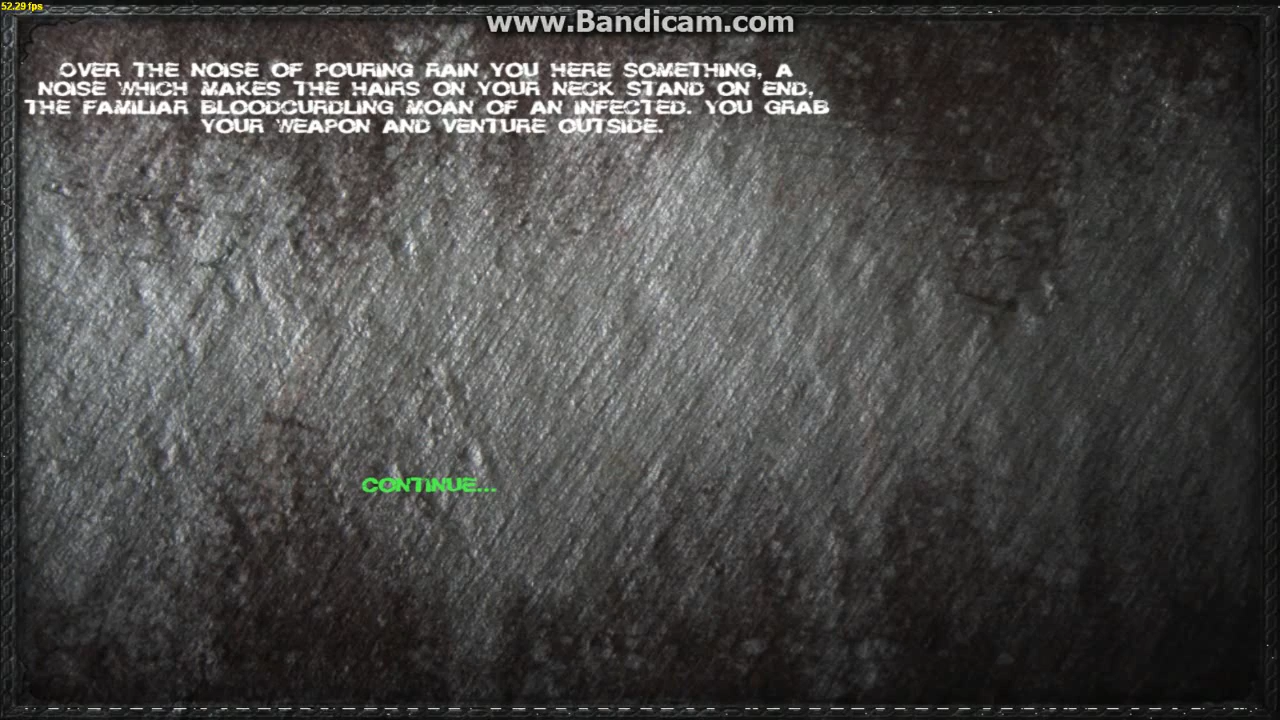 52.29 fps
www.Bandicam.com
OVER THE NOISE OF POURING RAIN YOU HERE SOMETHING, A
NOISE WHICH MAKES THE HAIRS ON YOUR NECK STAND ON END,
THE FAMILIAR BLOODCURDLING MOAN OF AN INFECTED. YOU GRAB
YOUR WEAPON AND VENTURE OUTSIDE.
CONTINUE...